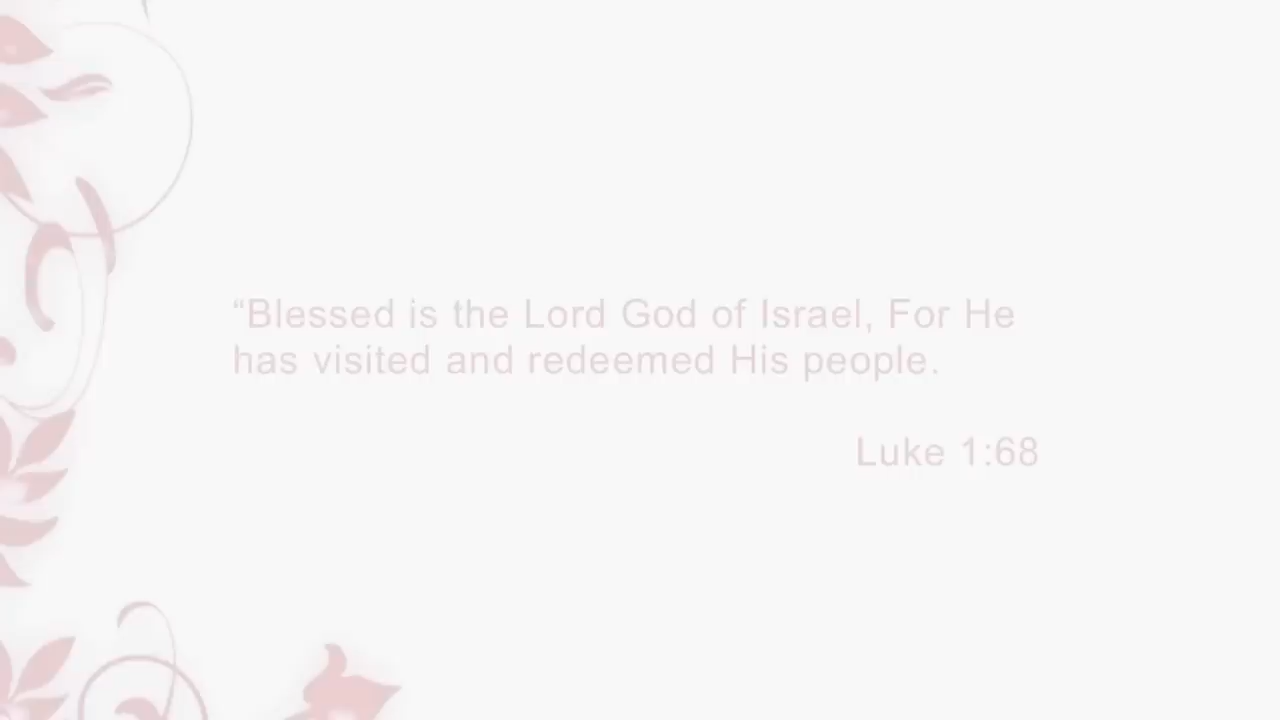 “Blessed is the Lord God of Israel, For He
has visited and redeemed His people.
Luke 1:68